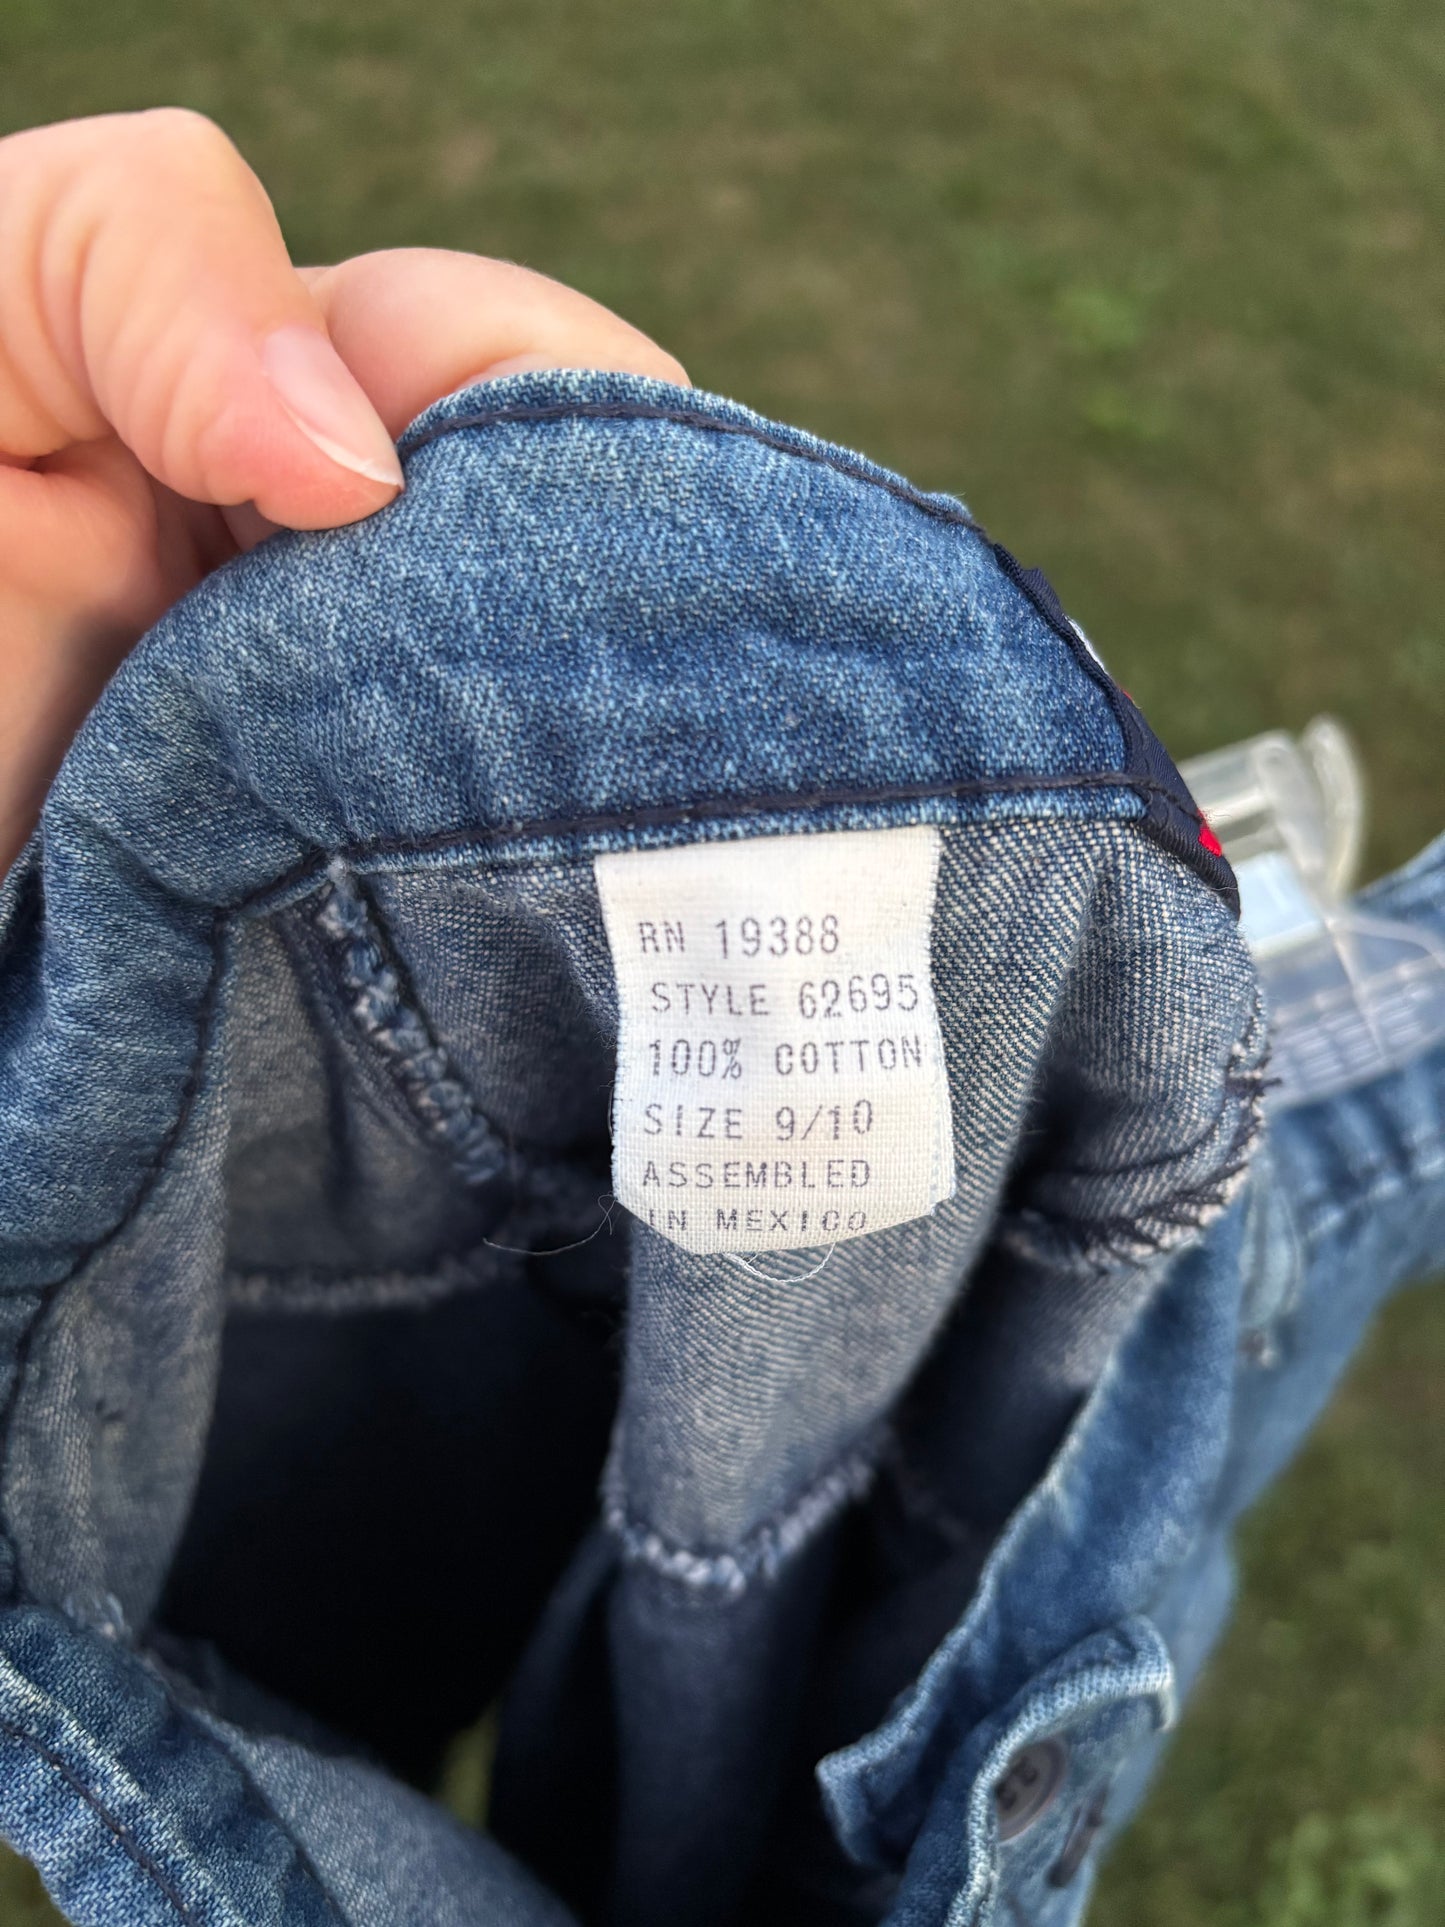 RN 19388
STYLE 62695
100% COTTON
SIZE 9/10
ASSEMBLED
IN MEXICO